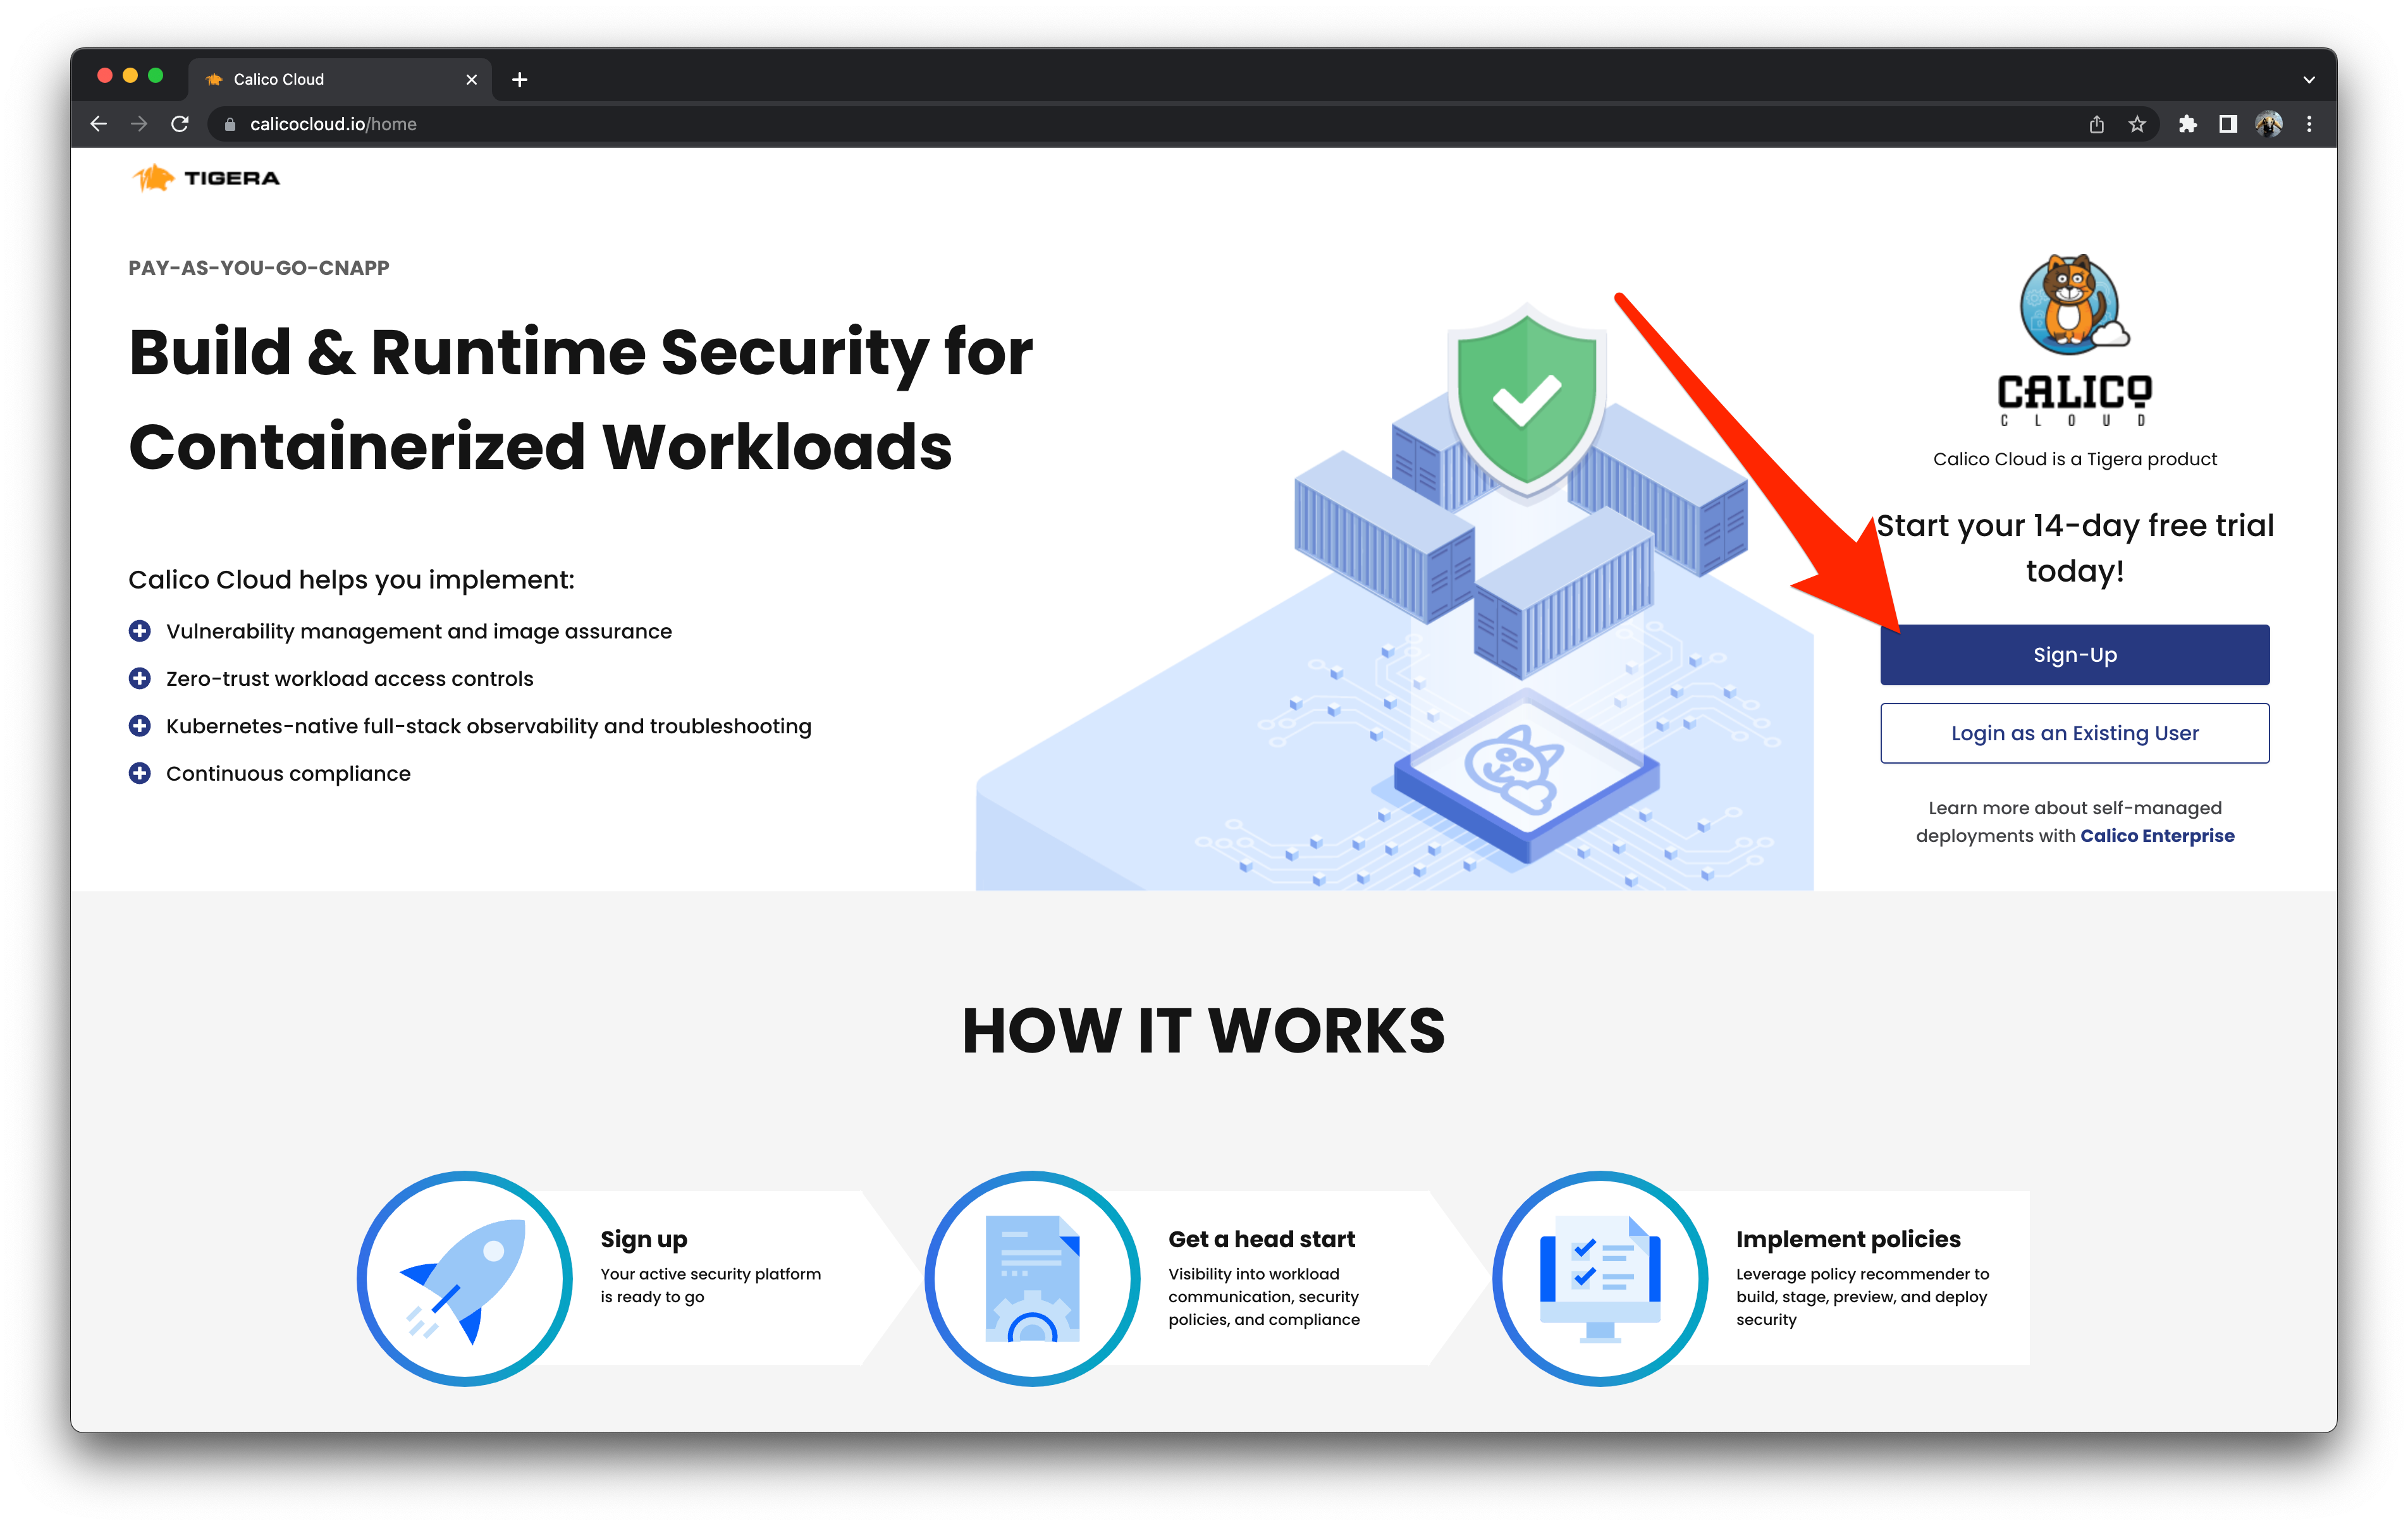 Calico Cloud
calicocloud.io/home
TIGERA
PAY-AS-YOU-GO-CNAPP
Build & Runtime Security for
Containerized Workloads
Calico Cloud helps you implement:
Vulnerability management and image assurance
Zero-trust workload access controls
Kubernetes-native full-stack observability and troubleshooting
Continuous compliance
CALICO
CLOUD
Calico Cloud is a Tigera product
Start your 14-day free trial
today!
Sign-Up
Login as an Existing User
Learn more about self-managed
deployments with Calico Enterprise
HOW IT WORKS
Sign up
Your active security platform
is ready to go
Get a head start
Visibility into workload
communication, security
policies, and compliance
Implement policies
Leverage policy recommender to
build, stage, preview, and deploy
security